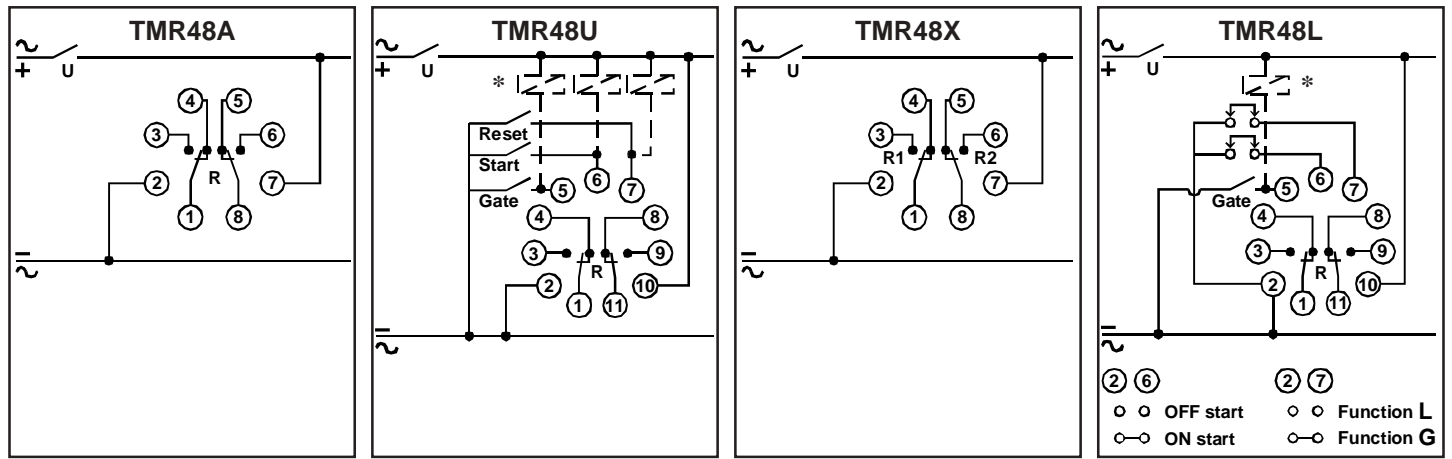 TMR48A
∼
+
U
4 5
3 6
R
2 7
1 8
−
∼
TMR48U
∼
+
U
*
Reset
Start
6 7
Gate
5
4 8
3 9
R
2 10
1 11
−
∼
TMR48X
∼
+
U
4 5
3 6
R1 R2
2 7
1 8
−
∼
TMR48L
∼
+
U
*
6 7
Gate
5
4 8
3 9
R
2 10
1 11
−
∼
2 6
OFF start
ON start
2 7
Function L
Function G